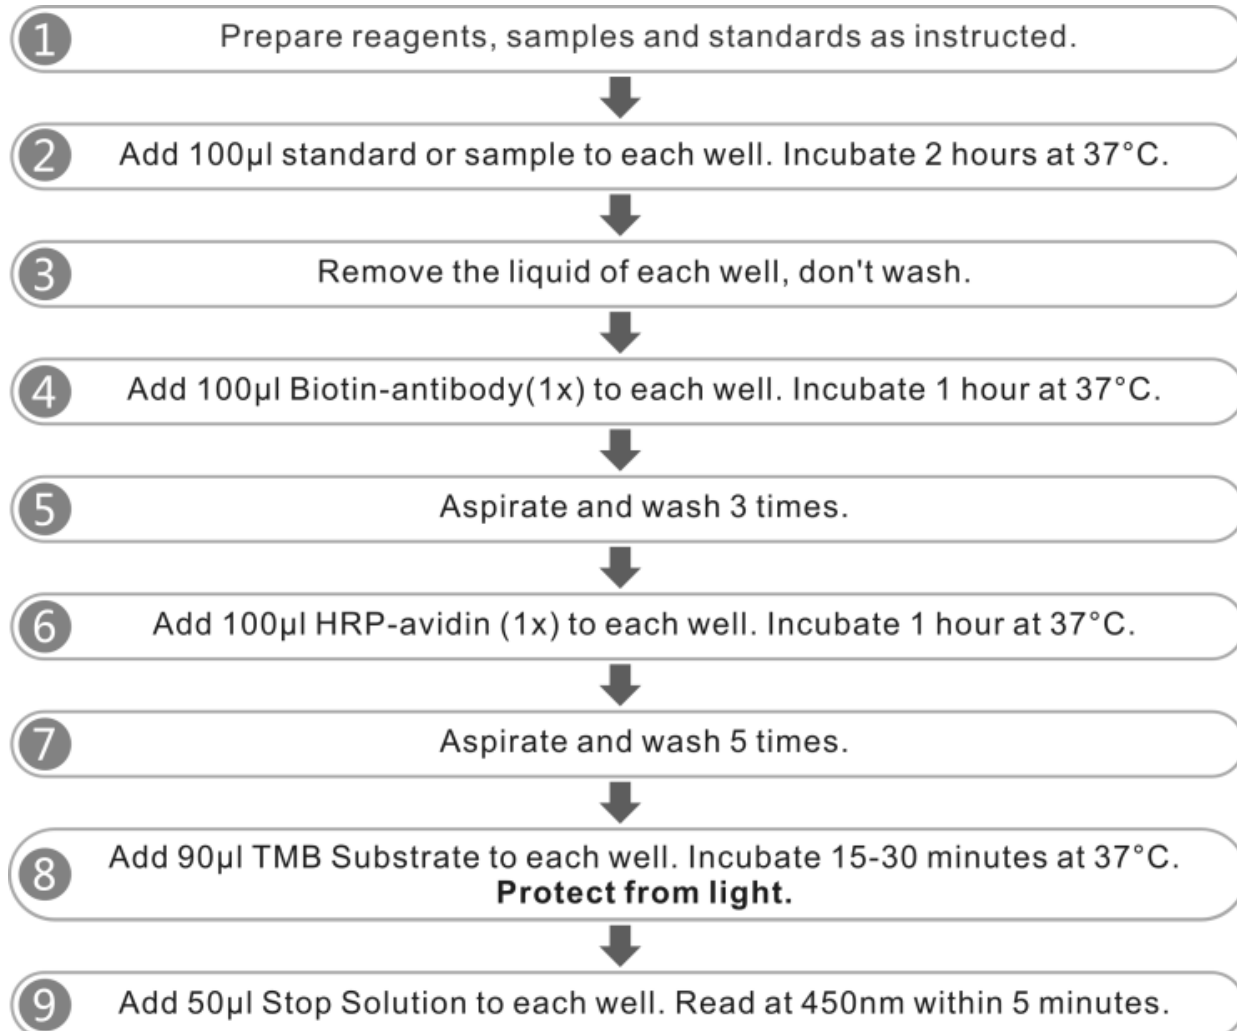 1 Prepare reagents, samples and standards as instructed.
2 Add 100μl standard or sample to each well. Incubate 2 hours at 37°C.
3 Remove the liquid of each well, don't wash.
4 Add 100μl Biotin-antibody(1x) to each well. Incubate 1 hour at 37°C.
5 Aspirate and wash 3 times.
6 Add 100μl HRP-avidin (1x) to each well. Incubate 1 hour at 37°C.
7 Aspirate and wash 5 times.
8 Add 90μl TMB Substrate to each well. Incubate 15-30 minutes at 37°C.
Protect from light.
9 Add 50μl Stop Solution to each well. Read at 450nm within 5 minutes.